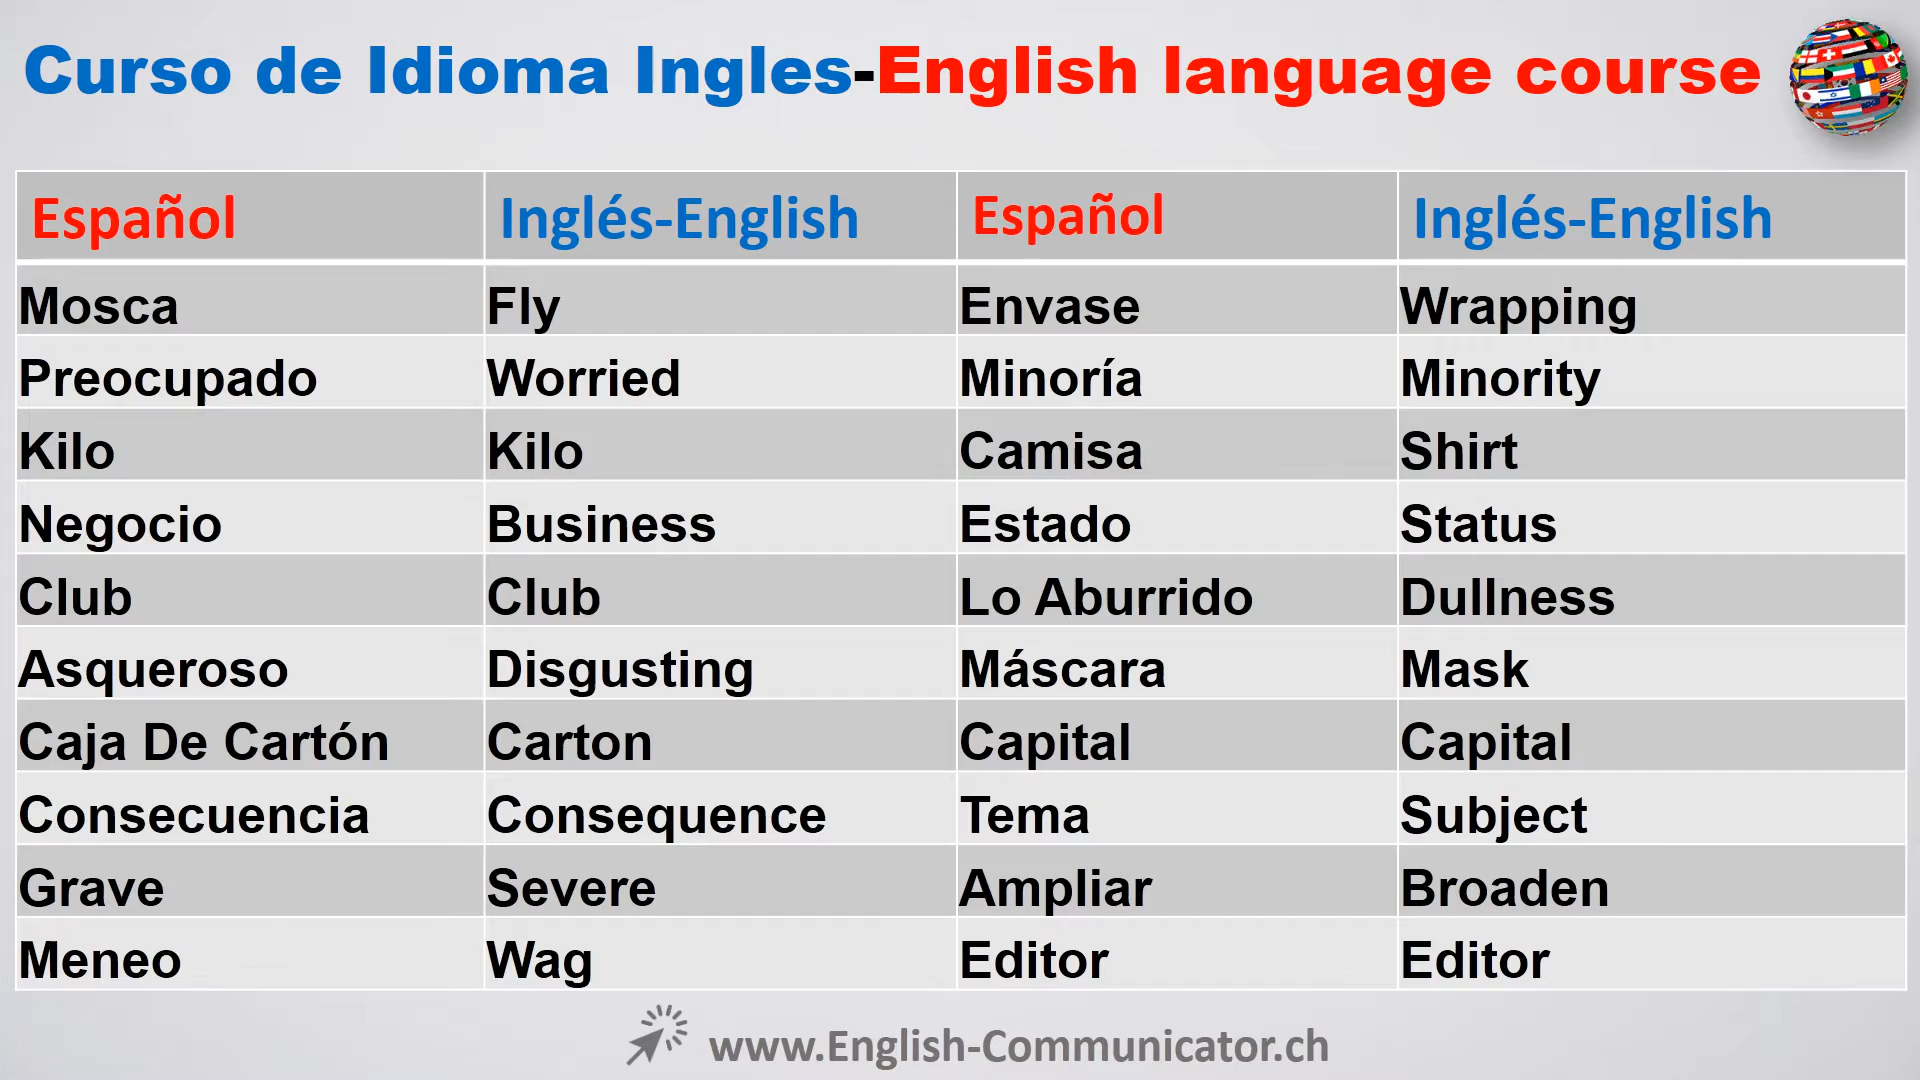 Curso de Idioma Ingles-English language course
Español Inglés-English Español Inglés-English
Mosca Fly Envase Wrapping
Preocupado Worried Minoría Minority
Kilo Kilo Camisa Shirt
Negocio Business Estado Status
Club Club Lo Aburrido Dullness
Asqueroso Disgusting Máscara Mask
Caja De Cartón Carton Capital Capital
Consecuencia Consequence Tema Subject
Grave Severe Ampliar Broaden
Meneo Wag Editor Editor
www.English-Communicator.ch